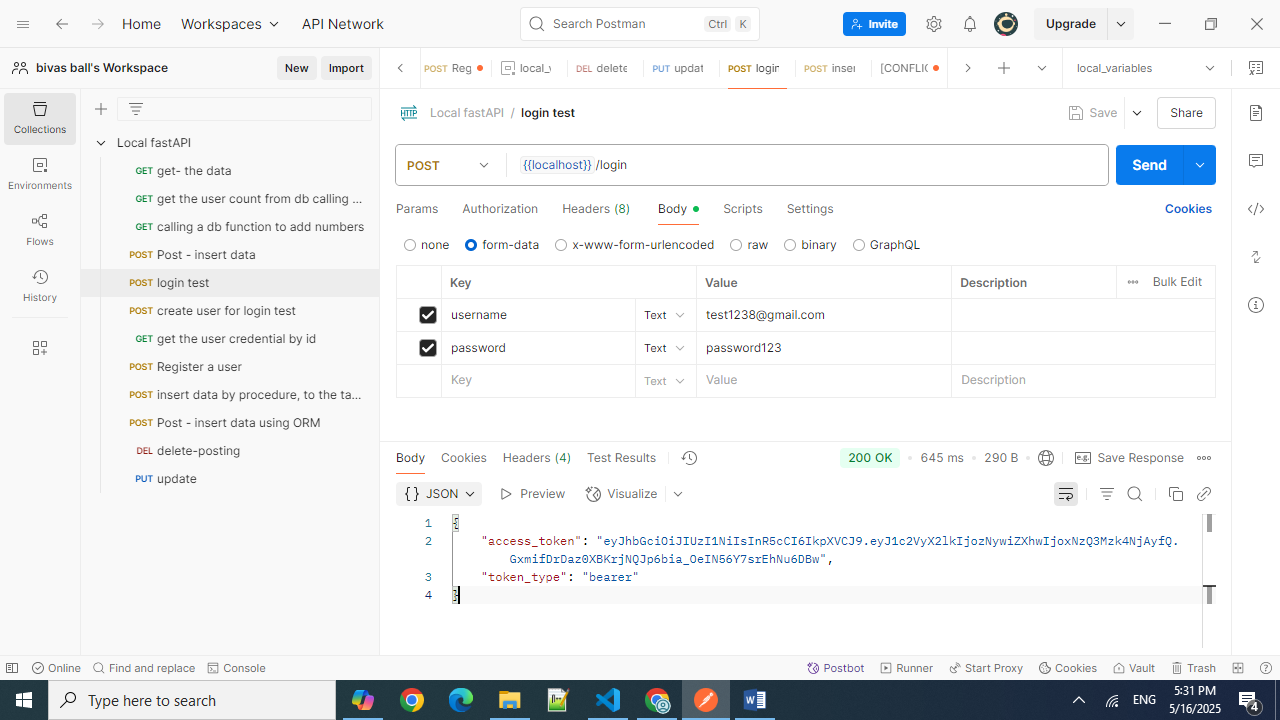 Home Workspaces API Network Search Postman Ctrl K Invite Upgrade
bivas ball's Workspace New Import POST Reg local_v DEL delete PUT updat POST login POST inser [CONFLIC local_variables
Collections
Environments
Flows
History
Local fastAPI
GET get- the data
GET get the user count from db calling ...
GET calling a db function to add numbers
POST Post - insert data
POST login test
POST create user for login test
GET get the user credential by id
POST Register a user
POST insert data by procedure, to the ta...
POST Post - insert data using ORM
DEL delete-posting
PUT update
HTTP Local fastAPI / login test Save Share
POST {{localhost}} /login Send
Params Authorization Headers (8) Body Scripts Settings Cookies
none form-data x-www-form-urlencoded raw binary GraphQL
Key Value Description Bulk Edit
username Text test1238@gmail.com
password Text password123
Key Text Value Description
Body Cookies Headers (4) Test Results 200 OK 645 ms 290 B e.g. Save Response
{} JSON Preview Visualize
1 {
2 "access_token": "eyJhbGciOiJIUzI1NiIsInR5cCI6IkpXVCJ9.eyJ1c2VyX2lkIjozNywiZXhwIjoxNzQ3Mzk4NjAyfQ.
GxmifDrDaz0XBKrjNQJp6bia_OeIN56Y7srEhNu6DBw",
3 "token_type": "bearer"
4 }
Online Find and replace Console Postbot Runner Start Proxy Cookies Vault Trash
Type here to search ENG 5:31 PM
5/16/2025 4